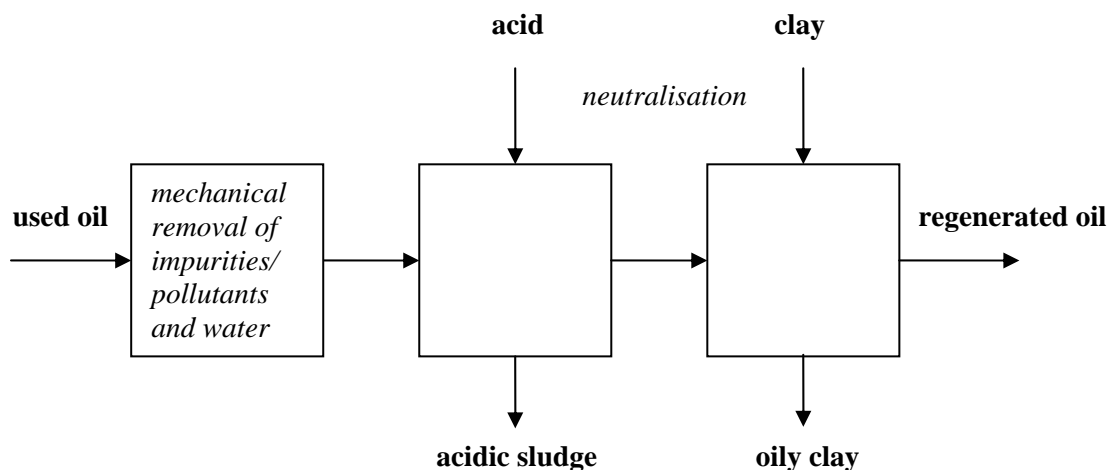 acid
clay
neutralisation
used oil
mechanical
removal of
impurities/
pollutants
and water
regenerated oil
acidic sludge
oily clay